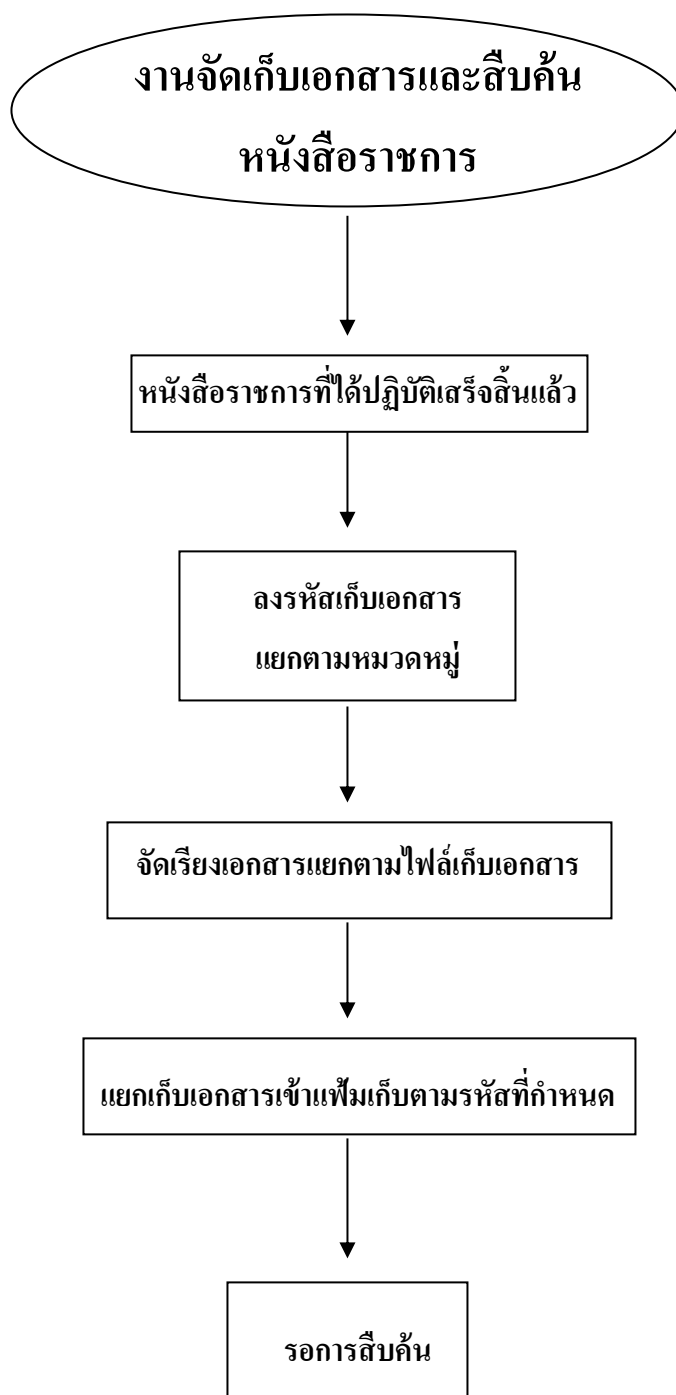 งานจัดเก็บเอกสารและสืบค้น
หนังสือราชการ
หนังสือราชการที่ได้ปฏิบัติเสร็จสิ้นแล้ว
ลงรหัสเก็บเอกสาร
แยกตามหมวดหมู่
จัดเรียงเอกสารแยกตามไฟล์เก็บเอกสาร
แยกเก็บเอกสารเข้าแฟ้มเก็บตามรหัสที่กำหนด
รอการสืบค้น